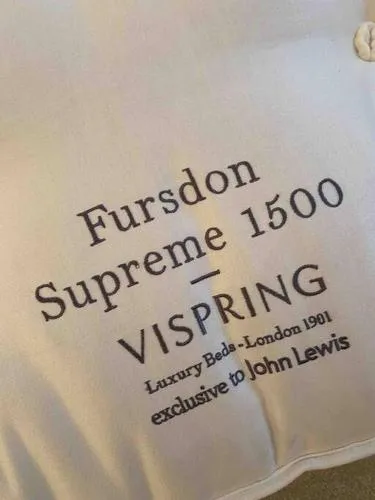 Fursdon
Supreme 1500
—
VISPRING
Luxury Beds-London 1901
exclusive to John Lewis